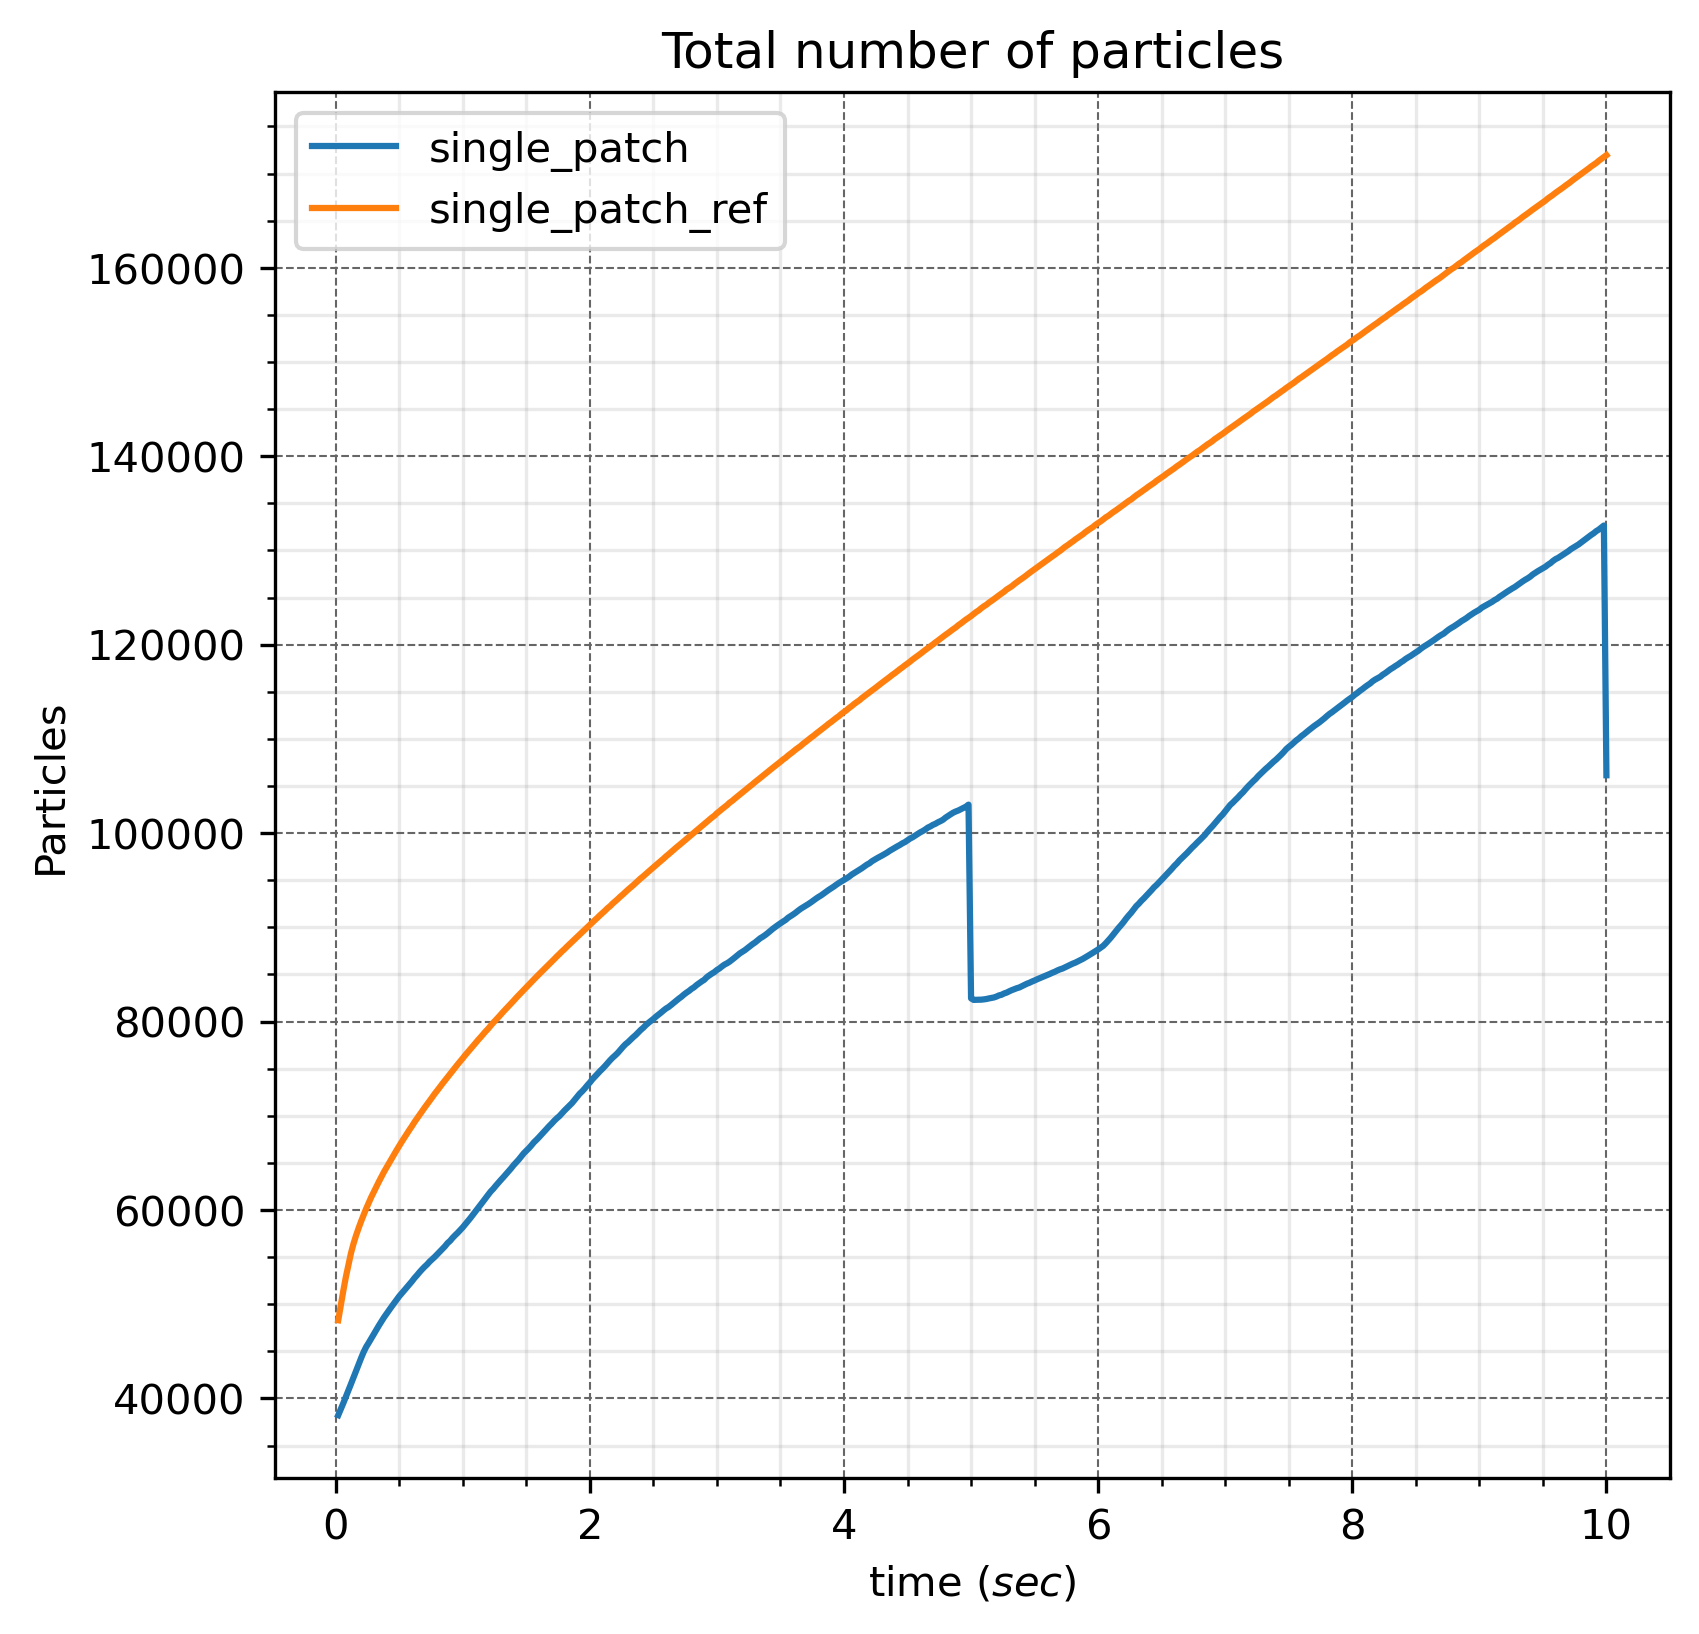 Total number of particles
single_patch
single_patch_ref
Particles
160000
140000
120000
100000
80000
60000
40000
0 2 4 6 8 10
time (sec)